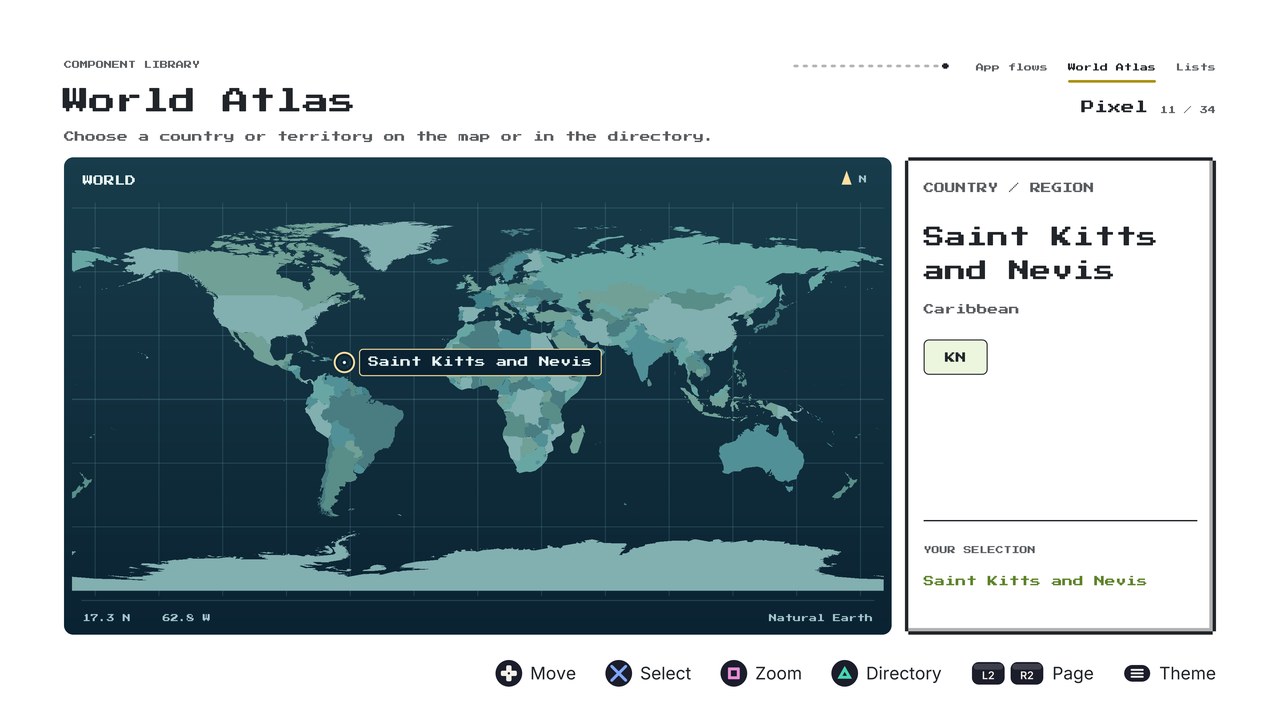 COMPONENT LIBRARY
App flows
World Atlas
Lists
World Atlas
Pixel
11 / 34
Choose a country or territory on the map or in the directory.
WORLD
N
COUNTRY / REGION
Saint Kitts
and Nevis
Caribbean
KN
Saint Kitts and Nevis
YOUR SELECTION
Saint Kitts and Nevis
17.3 N
62.8 W
Natural Earth
Move
Select
Zoom
Directory
L2
R2
Page
Theme